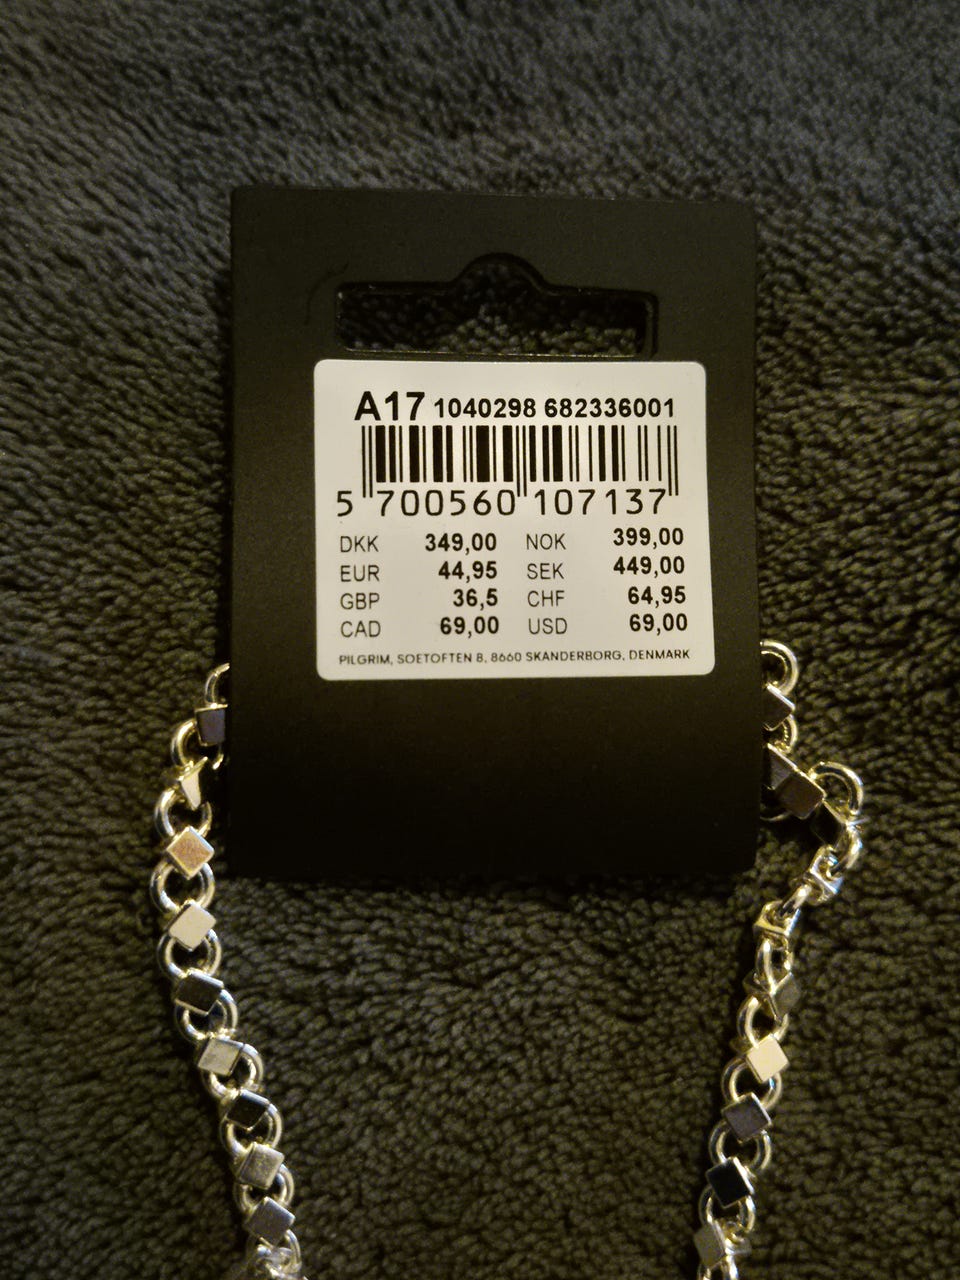 A17 1040298 682336001
5 700560 107137
DKK 349,00 NOK 399,00
EUR 44,95 SEK 449,00
GBP 36,5 CHF 64,95
CAD 69,00 USD 69,00
PILGRIM, SOETOFTEN 8, 8660 SKANDERBORG, DENMARK